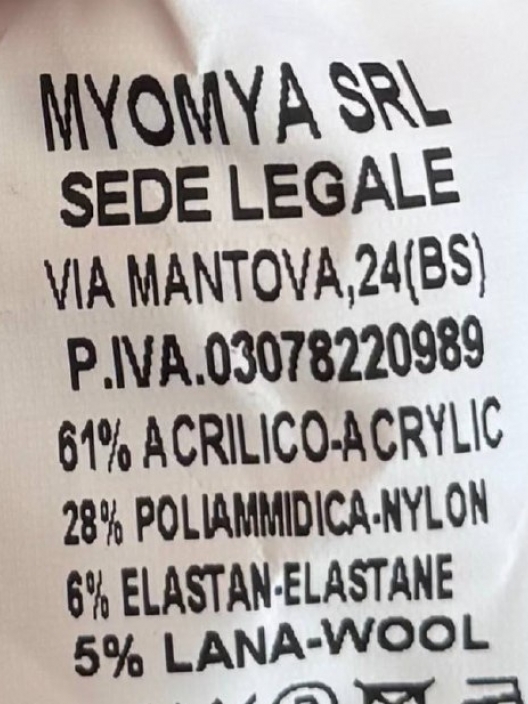 MYOMYA SRL
SEDE LEGALE
VIA MANTOVA,24(BS)
P.IVA.03078220989
61% ACRILICO-ACRYLIC
28% POLIAMMIDICA-NYLON
6% ELASTAN-ELASTANE
5% LANA-WOOL